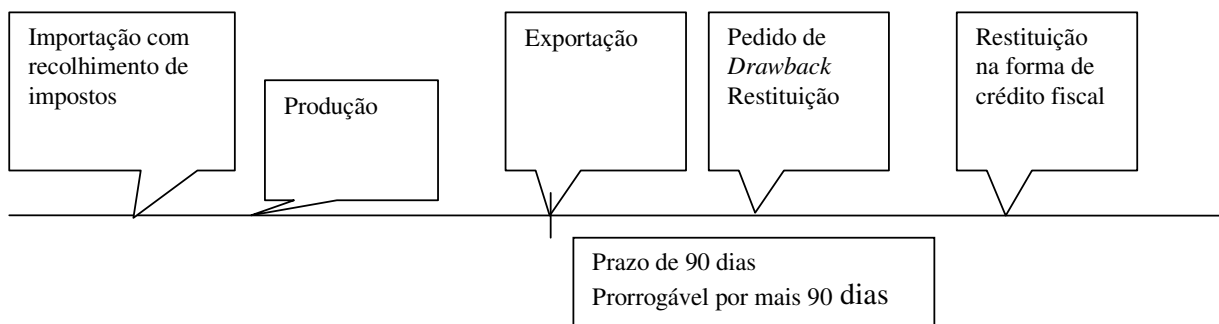 Importação com
recolhimento de
impostos
Produção
Exportação
Pedido de
Drawback
Restituição
Restituição
na forma de
crédito fiscal
Prazo de 90 dias
Prorrogável por mais 90 dias